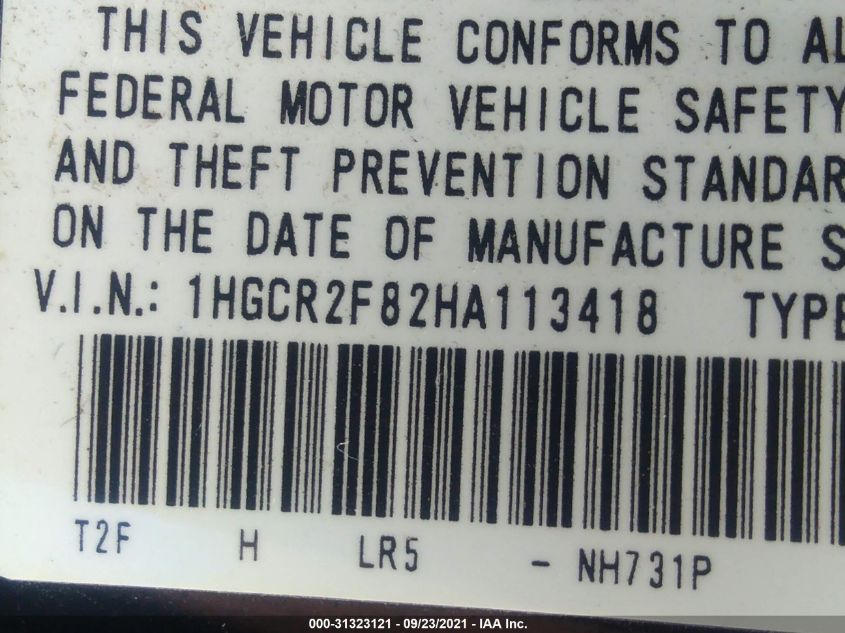 THIS VEHICLE CONFORMS TO AL
FEDERAL MOTOR VEHICLE SAFETY
AND THEFT PREVENTION STANDAR
ON THE DATE OF MANUFACTURE S
V.I.N.: 1HGCR2F82HA113418 TYPE
T2F H LR5 - NH731P
000-31323121 - 09/23/2021 - IAA Inc.